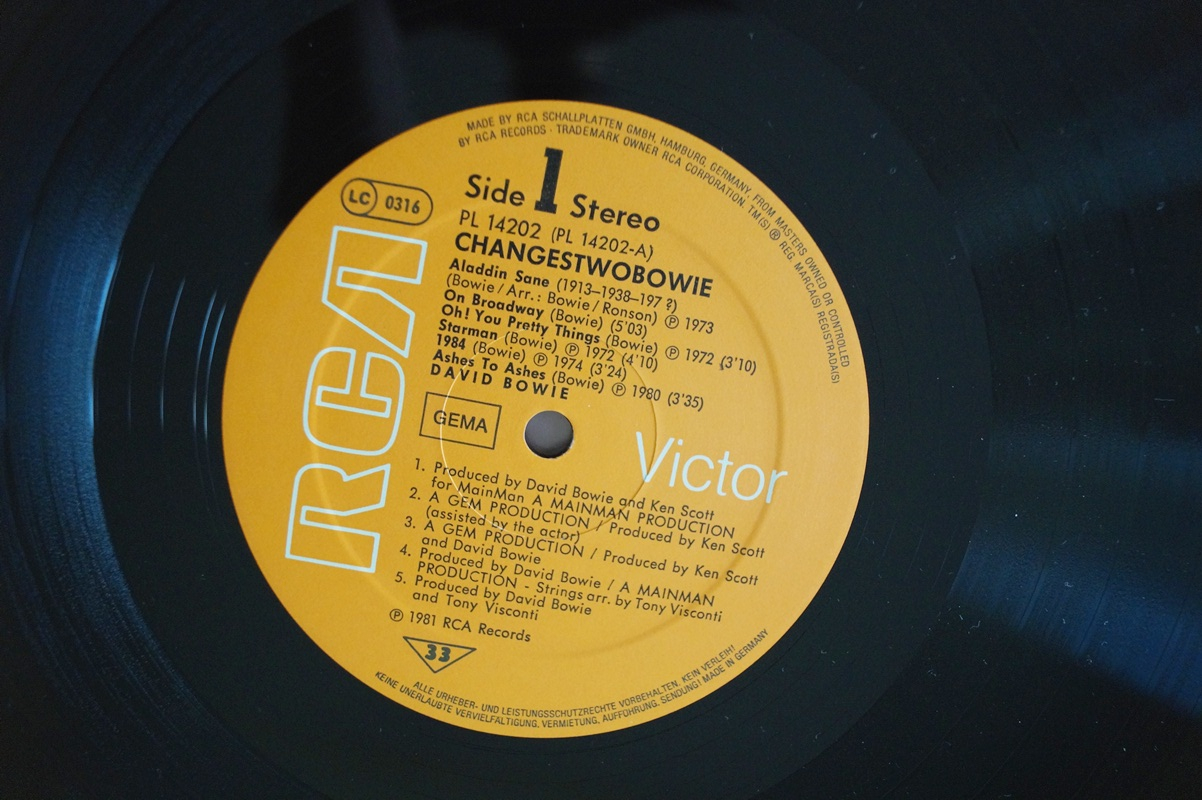 MADE BY RCA SCHALLPLATTEN GMBH, HAMBURG, GERMANY FROM MASTERS OWNED OR CONTROLLED
BY RCA RECORDS · TRADEMARK OWNER RCA CORPORATION. TM(S) ® REG. MARCA(S) REGISTRADA(S)
LC 0316
Side 1 Stereo
PL 14202 (PL 14202-A)
CHANGESTWOBOWIE
Aladdin Sane (1913–1938–197 ?)
(Bowie / Arr.: Bowie / Ronson) ℗ 1973
On Broadway (Bowie) (5'03)
Oh! You Pretty Things (Bowie) ℗ 1972 (3'10)
Starman (Bowie) ℗ 1972 (4'10)
1984 (Bowie) ℗ 1974 (3'24)
Ashes To Ashes (Bowie) ℗ 1980 (3'35)
DAVID BOWIE
RCA
GEMA
Victor
1. Produced by David Bowie and Ken Scott
for MainMan A MAINMAN PRODUCTION
2. A GEM PRODUCTION / Produced by Ken Scott
(assisted by the actor)
3. A GEM PRODUCTION / Produced by Ken Scott
and David Bowie
4. Produced by David Bowie / A MAINMAN
PRODUCTION - Strings arr. by Tony Visconti
5. Produced by David Bowie
and Tony Visconti
℗ 1981 RCA Records
33
ALLE URHEBER- UND LEISTUNGSSCHUTZRECHTE VORBEHALTEN. KEIN VERLEIH!
KEINE UNERLAUBTE VERVIELFÄLTIGUNG, VERMIETUNG, AUFFÜHRUNG, SENDUNG! MADE IN GERMANY